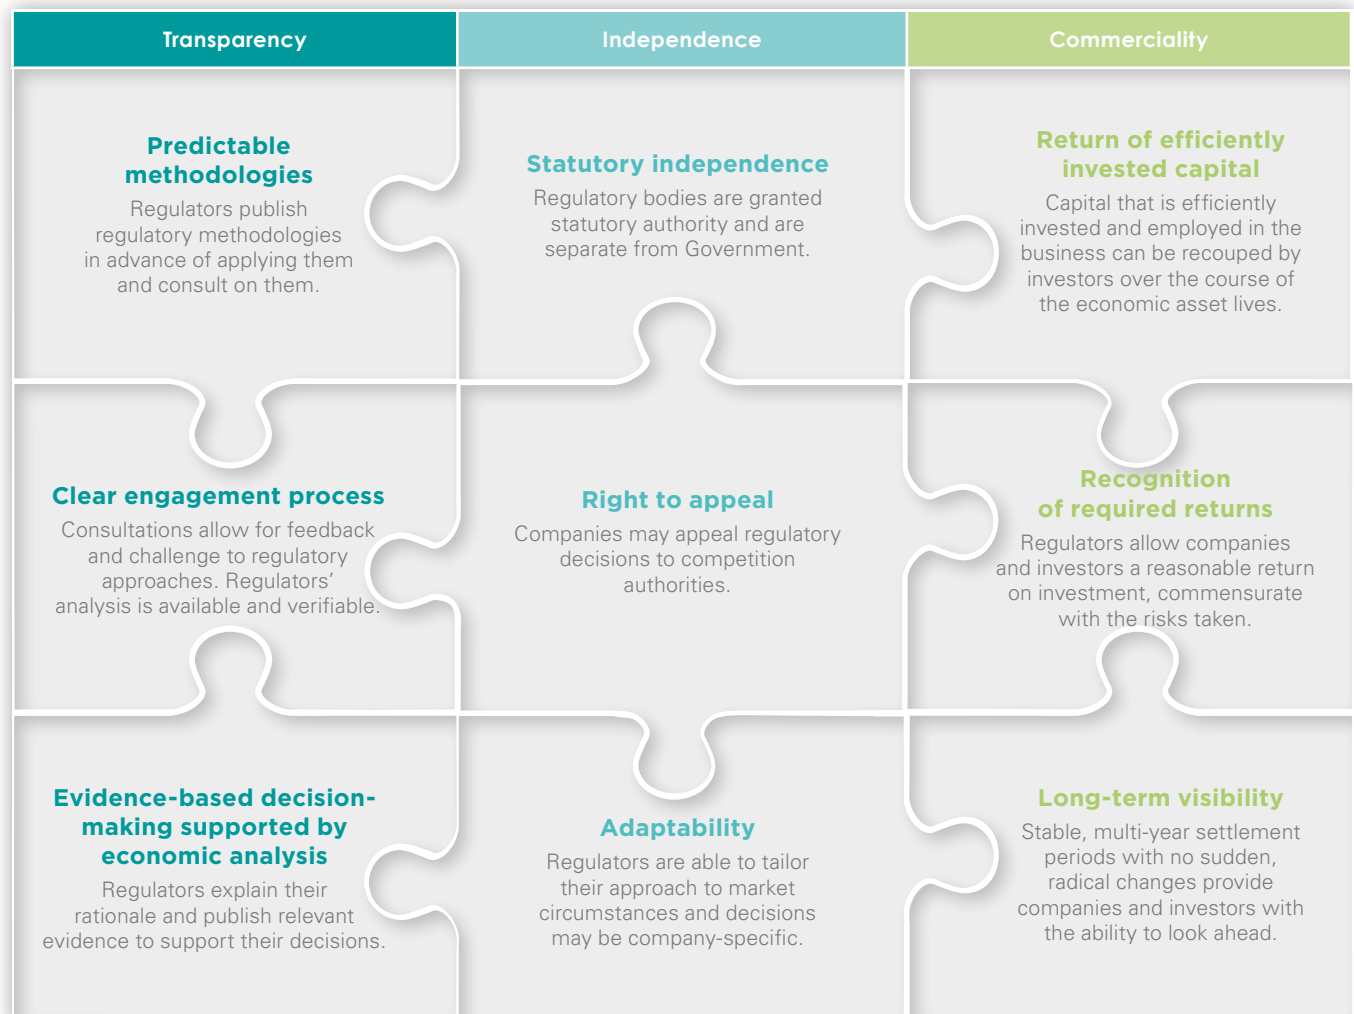 Transparency
Independence
Commerciality
Predictable
methodologies
Regulators publish
regulatory methodologies
in advance of applying them
and consult on them.
Statutory independence
Regulatory bodies are granted
statutory authority and are
separate from Government.
Return of efficiently
invested capital
Capital that is efficiently
invested and employed in the
business can be recouped by
investors over the course of
the economic asset lives.
Clear engagement process
Consultations allow for feedback
and challenge to regulatory
approaches. Regulators’
analysis is available and verifiable.
Right to appeal
Companies may appeal regulatory
decisions to competition
authorities.
Recognition
of required returns
Regulators allow companies
and investors a reasonable return
on investment, commensurate
with the risks taken.
Evidence-based decision-
making supported by
economic analysis
Regulators explain their
rationale and publish relevant
evidence to support their decisions.
Adaptability
Regulators are able to tailor
their approach to market
circumstances and decisions
may be company-specific.
Long-term visibility
Stable, multi-year settlement
periods with no sudden,
radical changes provide
companies and investors with
the ability to look ahead.